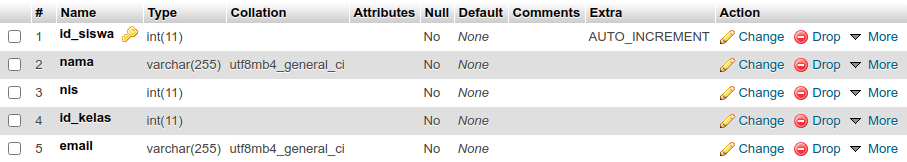 # Name Type Collation Attributes Null Default Comments Extra Action
1 id_siswa int(11) No None AUTO_INCREMENT Change Drop More
2 nama varchar(255) utf8mb4_general_ci No None Change Drop More
3 nis int(11) No None Change Drop More
4 id_kelas int(11) No None Change Drop More
5 email varchar(255) utf8mb4_general_ci No None Change Drop More